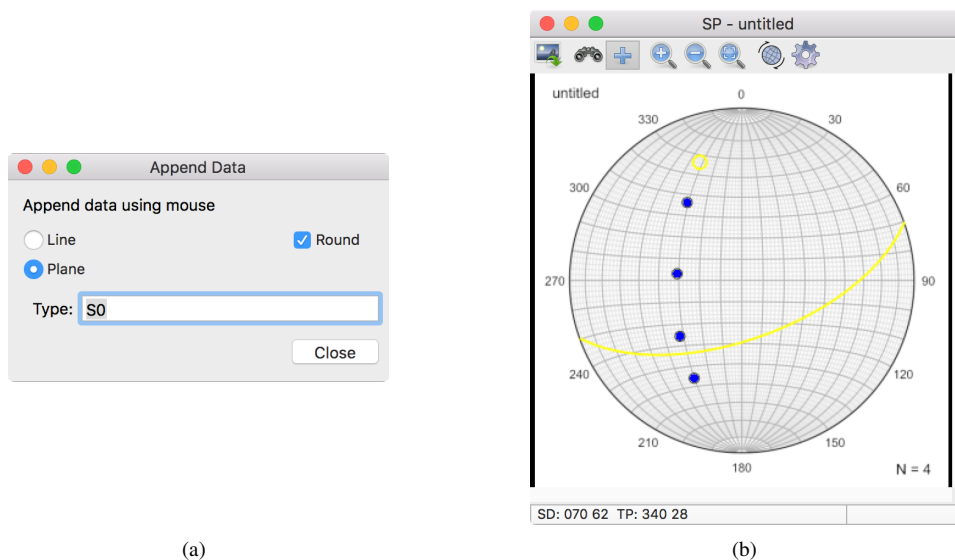 Append Data
Append data using mouse
Line
Round
Plane
Type: S0
Close
(a)
SP - untitled
untitled
0
330
30
300
60
270
90
240
120
210
150
180
N = 4
SD: 070 62 TP: 340 28
(b)